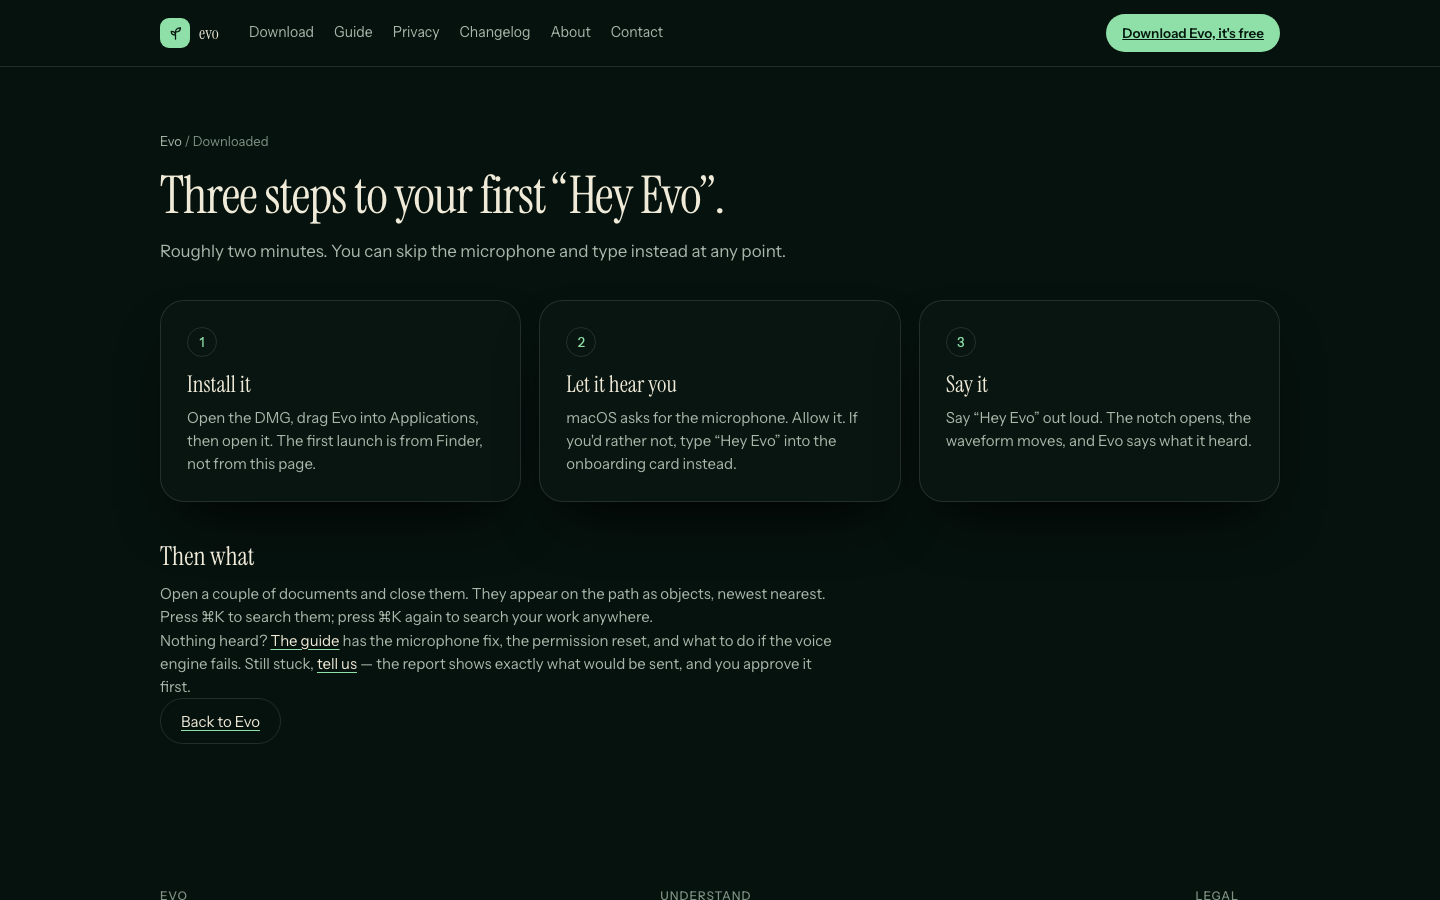 evo
Download
Guide
Privacy
Changelog
About
Contact
Download Evo, it's free
Evo / Downloaded
Three steps to your first “Hey Evo”.
Roughly two minutes. You can skip the microphone and type instead at any point.
1
Install it
Open the DMG, drag Evo into Applications,
then open it. The first launch is from Finder,
not from this page.
2
Let it hear you
macOS asks for the microphone. Allow it. If
you'd rather not, type “Hey Evo” into the
onboarding card instead.
3
Say it
Say “Hey Evo” out loud. The notch opens, the
waveform moves, and Evo says what it heard.
Then what
Open a couple of documents and close them. They appear on the path as objects, newest nearest.
Press ⌘K to search them; press ⌘K again to search your work anywhere.
Nothing heard? The guide has the microphone fix, the permission reset, and what to do if the voice
engine fails. Still stuck, tell us — the report shows exactly what would be sent, and you approve it
first.
Back to Evo
EVO
UNDERSTAND
LEGAL